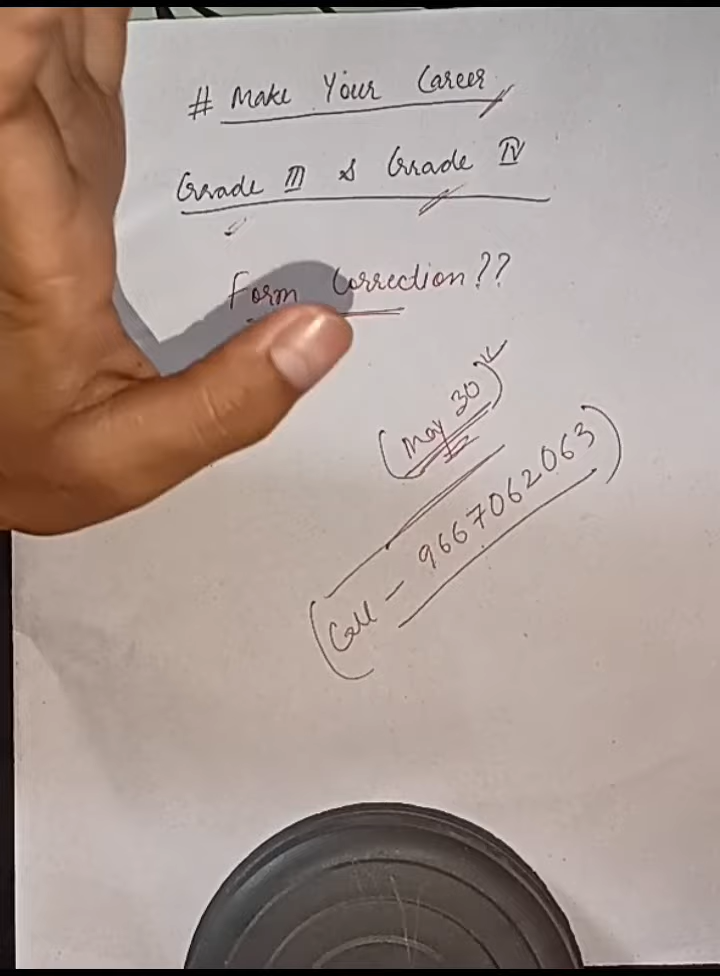 # Make Your Career
Grade III & Grade IV
Form Correction??
(May 30)
(Call - 9667062063)